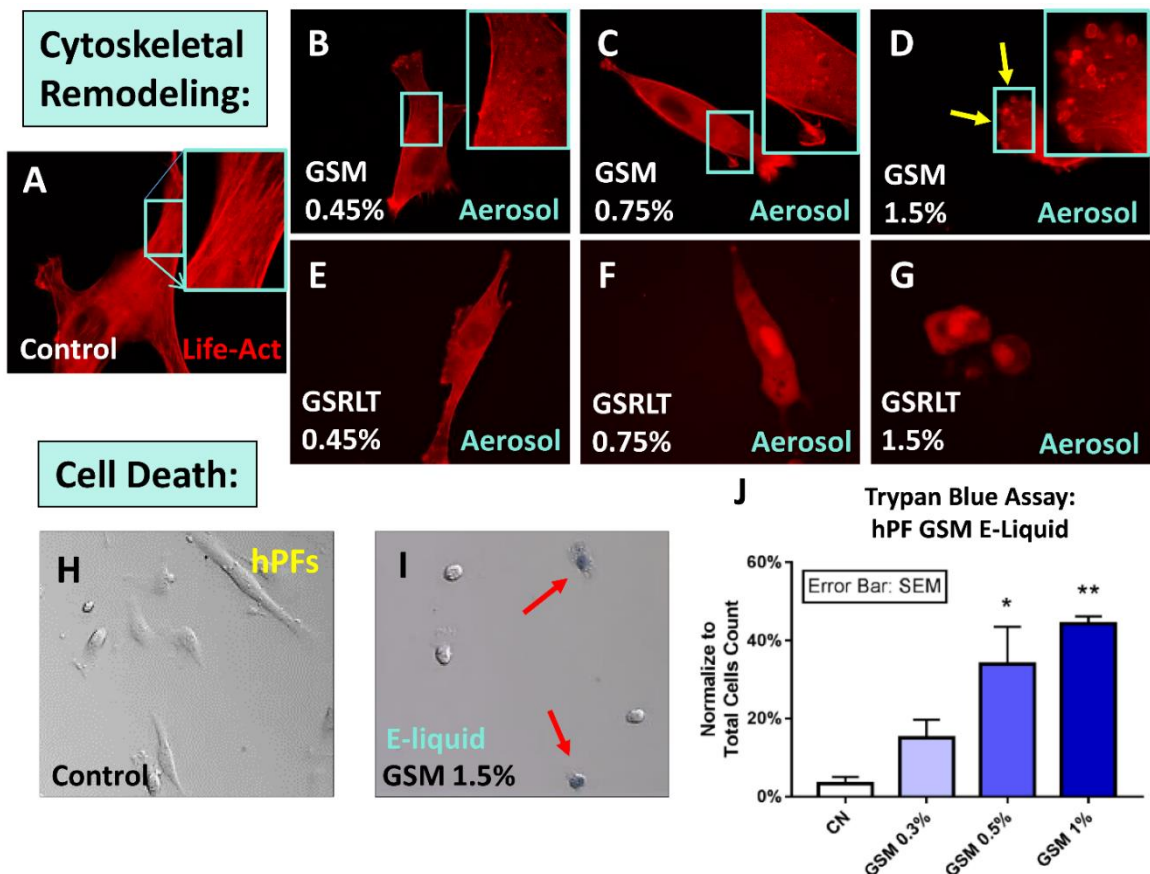 Cytoskeletal
Remodeling:
A
Control
Life-Act
B
GSM
0.45%
Aerosol
C
GSM
0.75%
Aerosol
D
GSM
1.5%
Aerosol
E
GSRLT
0.45%
Aerosol
F
GSRLT
0.75%
Aerosol
G
GSRLT
1.5%
Aerosol
Cell Death:
H
hPFs
Control
I
E-liquid
GSM 1.5%
J
Trypan Blue Assay:
hPF GSM E-Liquid
Error Bar: SEM
Normalize to
Total Cells Count
60%
40%
20%
0%
*
**
CN
GSM 0.3%
GSM 0.5%
GSM 1%